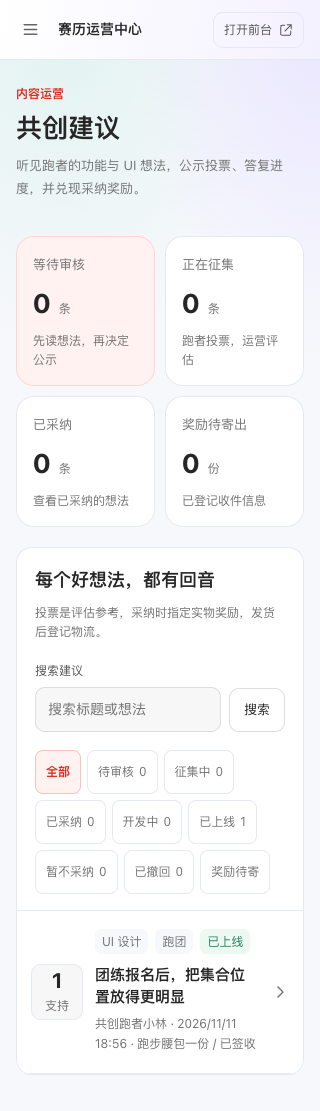 赛历运营中心
打开前台
内容运营
共创建议
听见跑者的功能与 UI 想法，公示投票、答复进
度，并兑现采纳奖励。
等待审核
0 条
先读想法，再决定
公示
正在征集
0 条
跑者投票，运营评
估
已采纳
0 条
查看已采纳的想法
奖励待寄出
0 份
已登记收件信息
每个好想法，都有回音
投票是评估参考，采纳时指定实物奖励，发货
后登记物流。
搜索建议
搜索标题或想法
搜索
全部 待审核 0 征集中 0
已采纳 0 开发中 0 已上线 1
暂不采纳 0 已撤回 0 奖励待寄
UI 设计 跑团 已上线
1
支持
团练报名后，把集合位
置放得更明显
共创跑者小林 · 2026/11/11
18:56 · 跑步腰包一份 / 已签收